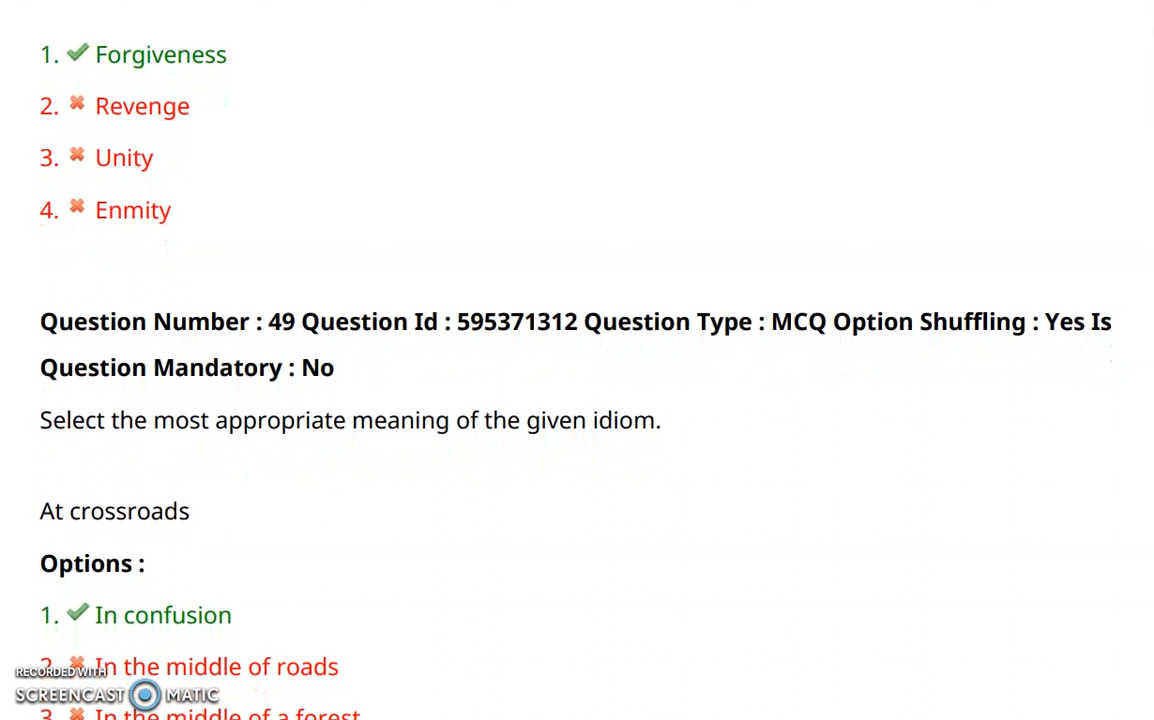 1. ✔ Forgiveness
2. ✖ Revenge
3. ✖ Unity
4. ✖ Enmity
Question Number : 49 Question Id : 595371312 Question Type : MCQ Option Shuffling : Yes Is
Question Mandatory : No
Select the most appropriate meaning of the given idiom.
At crossroads
Options :
1. ✔ In confusion
2. ✖ In the middle of roads
RECORDED WITH
SCREENCAST MATIC
3. ✖ In the middle of a forest